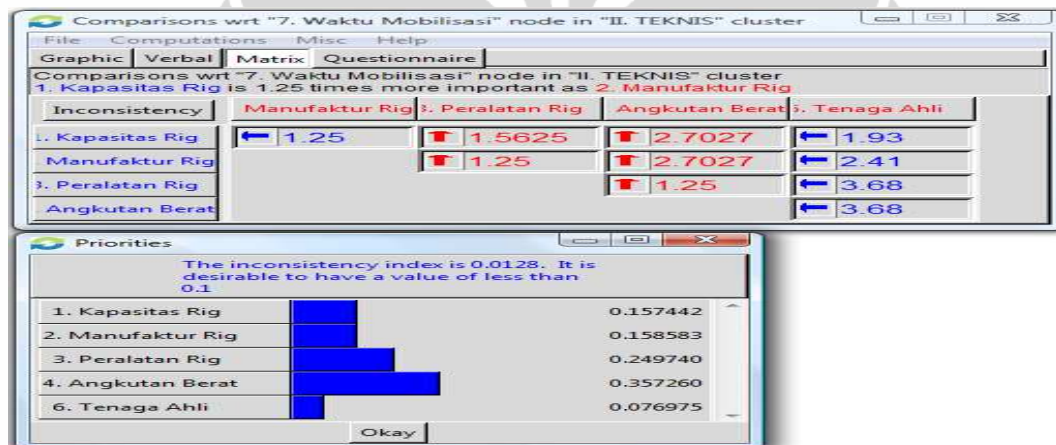 Comparisons wrt "7. Waktu Mobilisasi" node in "II. TEKNIS" cluster
File Computations Misc Help
Graphic Verbal Matrix Questionnaire
Comparisons wrt "7. Waktu Mobilisasi" node in "II. TEKNIS" cluster
1. Kapasitas Rig is 1.25 times more important as 2. Manufaktur Rig
Inconsistency Manufaktur Rig 3. Peralatan Rig Angkutan Berat 6. Tenaga Ahli
1. Kapasitas Rig 1.25 1.5625 2.7027 1.93
Manufaktur Rig 1.25 2.7027 2.41
3. Peralatan Rig 1.25 3.68
Angkutan Berat 3.68
Priorities
The inconsistency index is 0.0128. It is
desirable to have a value of less than
0.1
1. Kapasitas Rig 0.157442
2. Manufaktur Rig 0.158583
3. Peralatan Rig 0.249740
4. Angkutan Berat 0.357260
6. Tenaga Ahli 0.076975
Okay